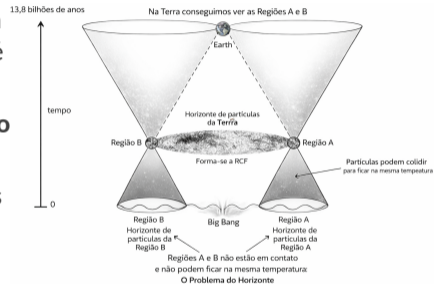 13,8 bilhões de anos
Na Terra conseguimos ver as Regiões A e B
Earth
tempo
Horizonte de partículas
da Terra
Região B
Região A
Forma-se a RCF
Partículas podem colidir
para ficar na mesma tempeatura
0
Região B
Horizonte de
partículas da
Região B
Big Bang
Região A
Horizonte de
partículas da
Região A
Regiões A e B não estão em contato
e não podem ficar na mesma temperatura:
O Problema do Horizonte